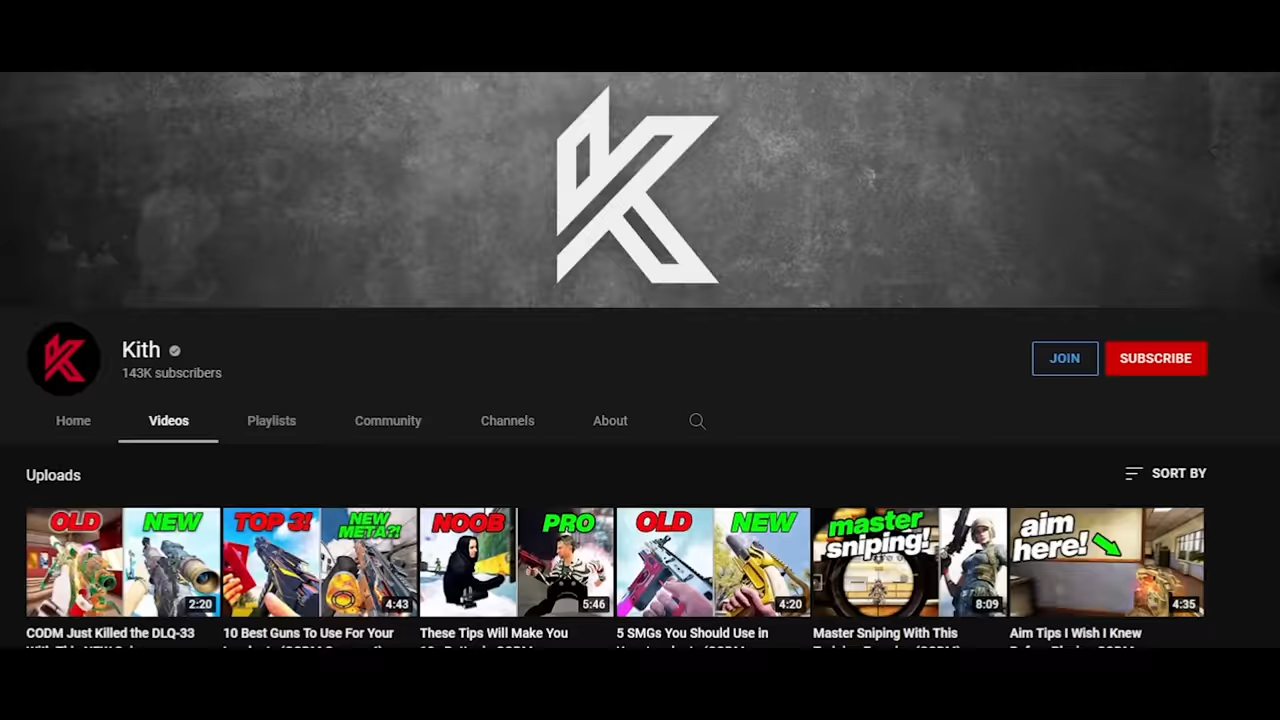 K
Kith
143K subscribers
JOIN
SUBSCRIBE
Home
Videos
Playlists
Community
Channels
About
Uploads
SORT BY
OLD
NEW
2:20
TOP 3!
NEW
META?!
4:43
NOOB
PRO
5:46
OLD
NEW
4:20
master
sniping!
8:09
aim
here!
4:35
CODM Just Killed the DLQ-33
10 Best Guns To Use For Your
These Tips Will Make You
5 SMGs You Should Use in
Master Sniping With This
Aim Tips I Wish I Knew